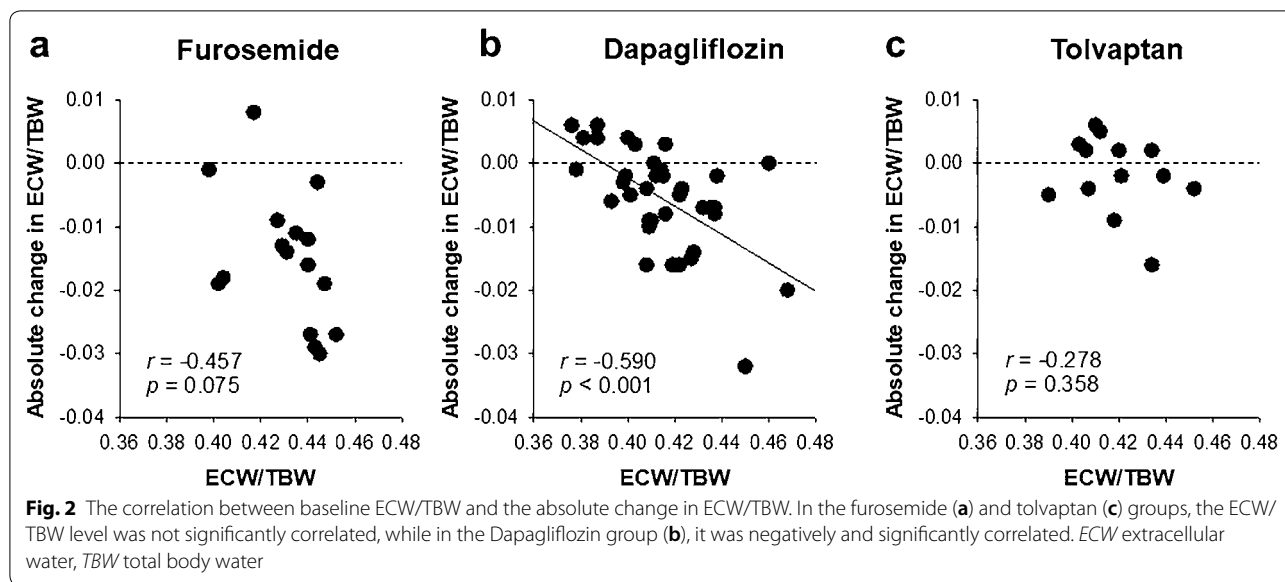 a Furosemide
b Dapagliflozin
c Tolvaptan
Absolute change in ECW/TBW
0.01
0.00
-0.01
-0.02
-0.03
-0.04
r = -0.457
p = 0.075
0.36 0.38 0.40 0.42 0.44 0.46 0.48
ECW/TBW
Absolute change in ECW/TBW
0.01
0.00
-0.01
-0.02
-0.03
-0.04
r = -0.590
p < 0.001
0.36 0.38 0.40 0.42 0.44 0.46 0.48
ECW/TBW
Absolute change in ECW/TBW
0.01
0.00
-0.01
-0.02
-0.03
-0.04
r = -0.278
p = 0.358
0.36 0.38 0.40 0.42 0.44 0.46 0.48
ECW/TBW
Fig. 2 The correlation between baseline ECW/TBW and the absolute change in ECW/TBW. In the furosemide (a) and tolvaptan (c) groups, the ECW/
TBW level was not significantly correlated, while in the Dapagliflozin group (b), it was negatively and significantly correlated. ECW extracellular
water, TBW total body water